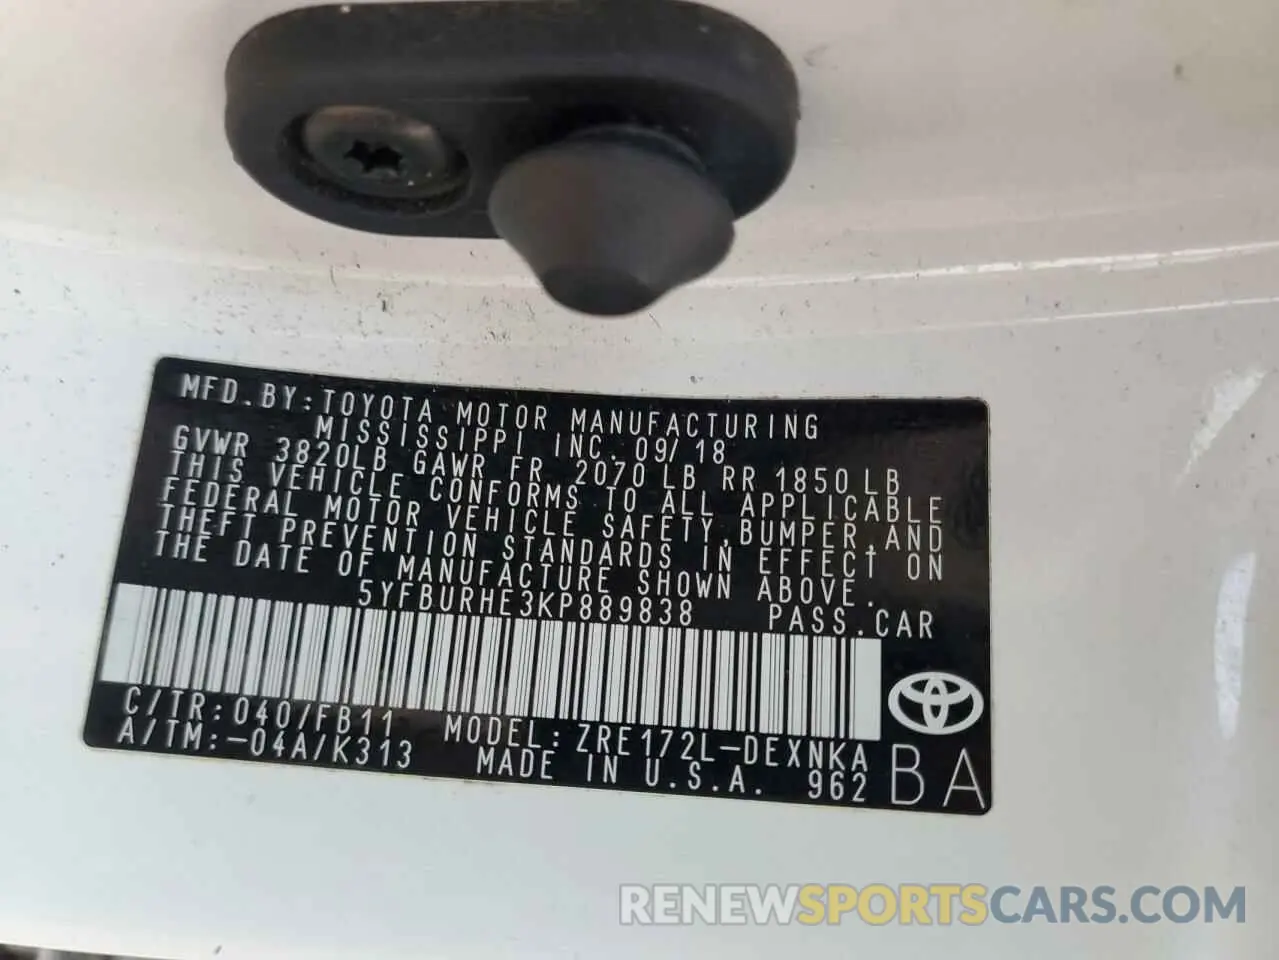 MFD.BY:TOYOTA MOTOR MANUFACTURING
MISSISSIPPI INC. 09/18
GVWR 3820LB GAWR FR 2070 LB RR 1850 LB
THIS VEHICLE CONFORMS TO ALL APPLICABLE
FEDERAL MOTOR VEHICLE SAFETY,BUMPER,AND
THEFT PREVENTION STANDARDS IN EFFECT ON
THE DATE OF MANUFACTURE SHOWN ABOVE.
5YFBURHE3KP889838 PASS.CAR
C/TR:040/FB11 MODEL:ZRE172L-DEXNKA
A/TM:-04A/K313 MADE IN U.S.A. 962
BA
RENEWSPORTSCARS.COM